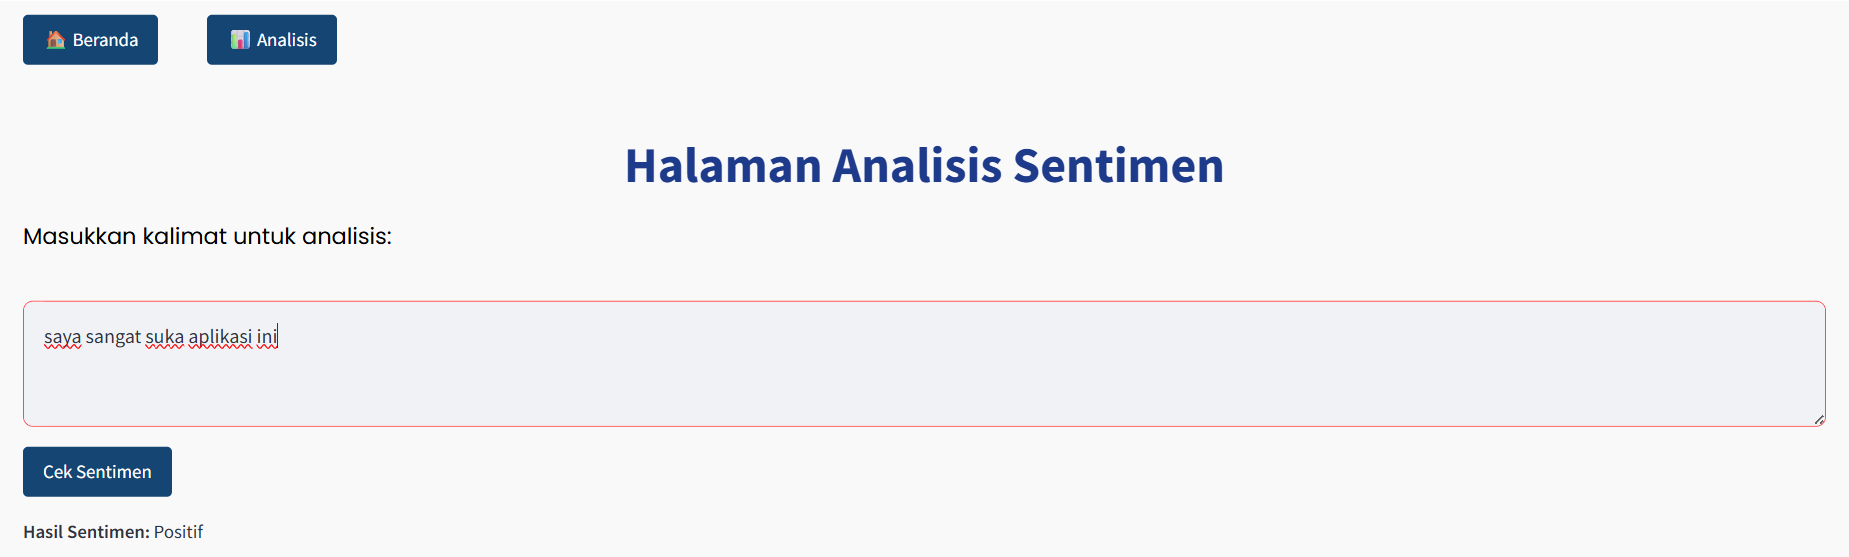 🏠 Beranda 📊 Analisis
Halaman Analisis Sentimen
Masukkan kalimat untuk analisis:
saya sangat suka aplikasi ini
Cek Sentimen
Hasil Sentimen: Positif